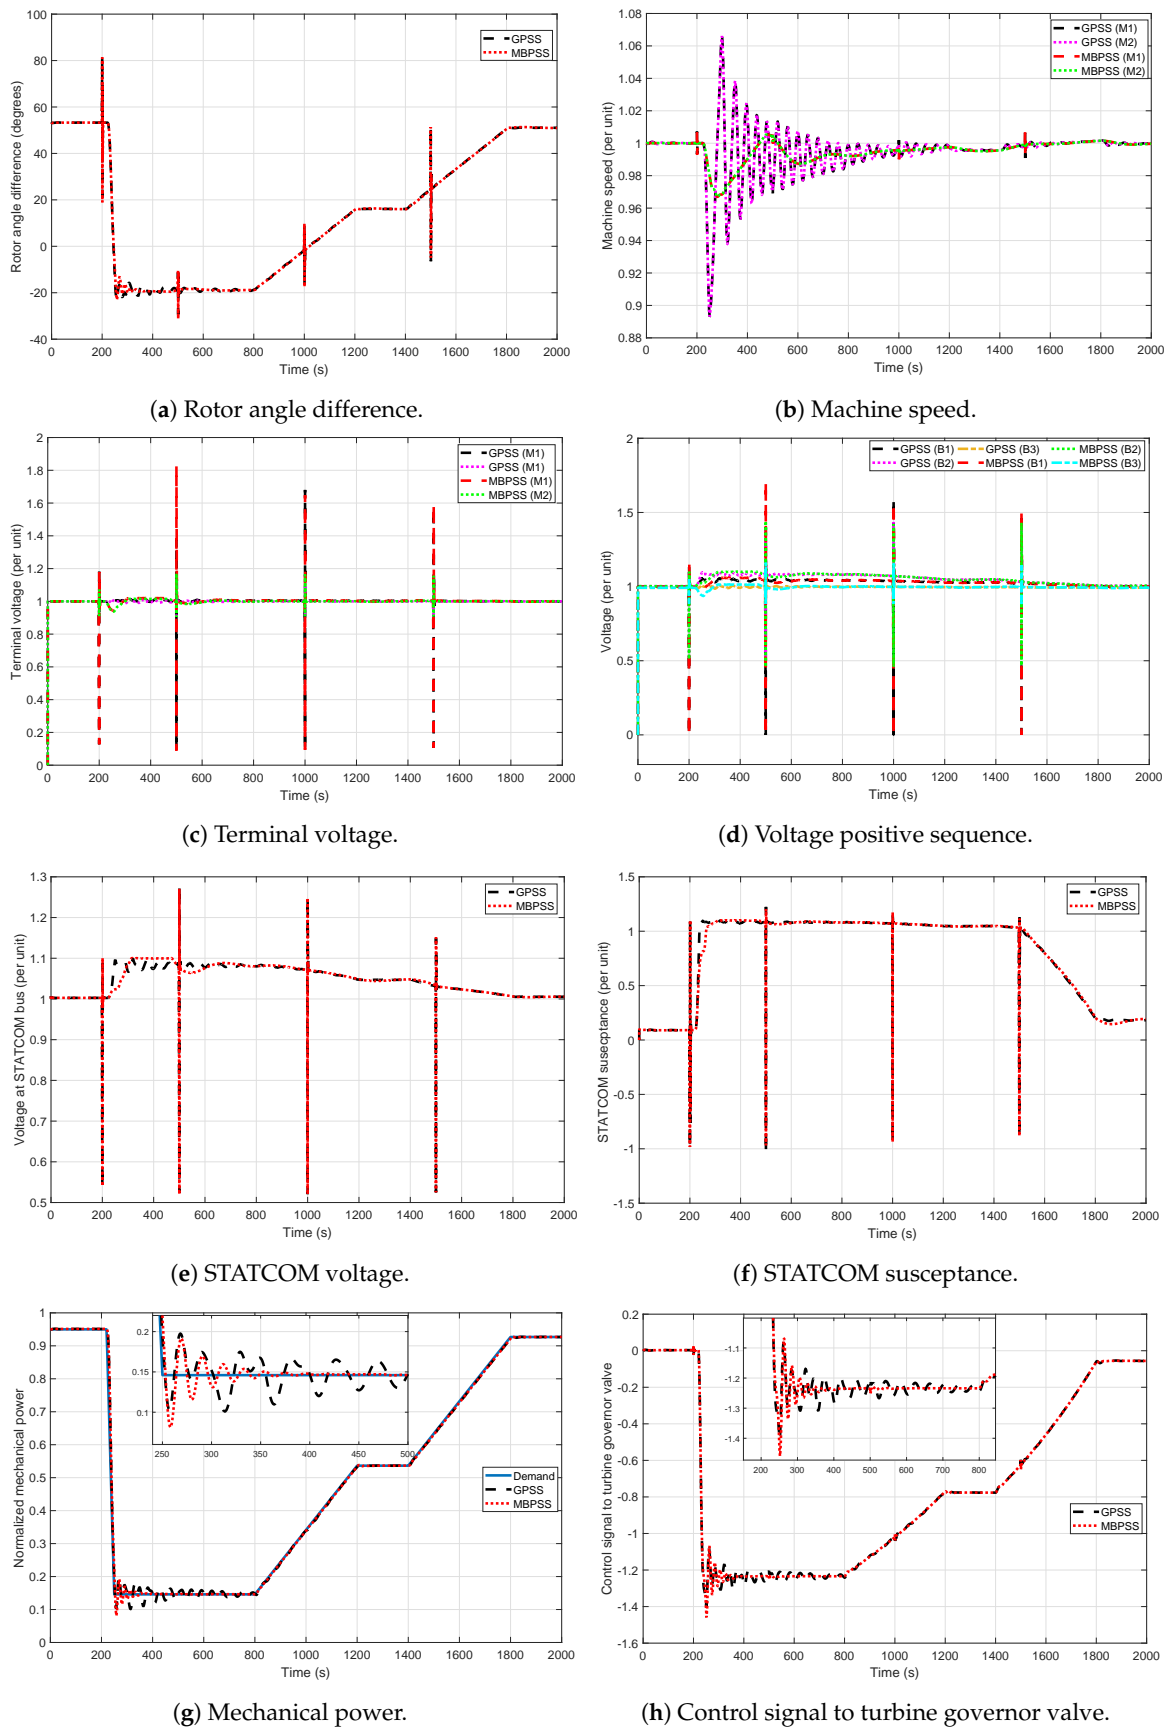 100
80
60
40
20
0
-20
-40
0 200 400 600 800 1000 1200 1400 1600 1800 2000
Rotor angle difference (degrees)
Time (s)
GPSS
MBPSS
(a) Rotor angle difference.
1.08
1.06
1.04
1.02
1
0.98
0.96
0.94
0.92
0.9
0.88
0 200 400 600 800 1000 1200 1400 1600 1800 2000
Machine speed (per unit)
Time (s)
GPSS (M1)
GPSS (M2)
MBPSS (M1)
MBPSS (M2)
(b) Machine speed.
2
1.8
1.6
1.4
1.2
1
0.8
0.6
0.4
0.2
0
0 200 400 600 800 1000 1200 1400 1600 1800 2000
Terminal voltage (per unit)
Time (s)
GPSS (M1)
GPSS (M1)
MBPSS (M1)
MBPSS (M2)
(c) Terminal voltage.
2
1.5
1
0.5
0
0 200 400 600 800 1000 1200 1400 1600 1800 2000
Voltage (per unit)
Time (s)
GPSS (B1) GPSS (B3) MBPSS (B2)
GPSS (B2) MBPSS (B1) MBPSS (B3)
(d) Voltage positive sequence.
1.3
1.2
1.1
1
0.9
0.8
0.7
0.6
0.5
0 200 400 600 800 1000 1200 1400 1600 1800 2000
Voltage at STATCOM bus (per unit)
Time (s)
GPSS
MBPSS
(e) STATCOM voltage.
1.5
1
0.5
0
-0.5
-1
-1.5
0 200 400 600 800 1000 1200 1400 1600 1800 2000
STATCOM susecptance (per unit)
Time (s)
GPSS
MBPSS
(f) STATCOM susceptance.
1
0.9
0.8
0.7
0.6
0.5
0.4
0.3
0.2
0.1
0
0 200 400 600 800 1000 1200 1400 1600 1800 2000
Normalized mechanical power
Time (s)
0.2
0.15
0.1
250 300 350 400 450 500
Demand
GPSS
MBPSS
(g) Mechanical power.
0.2
0
-0.2
-0.4
-0.6
-0.8
-1
-1.2
-1.4
-1.6
0 200 400 600 800 1000 1200 1400 1600 1800 2000
Control signal to turbine governor valve
Time (s)
-1.1
-1.2
-1.3
-1.4
200 300 400 500 600 700 800
GPSS
MBPSS
(h) Control signal to turbine governor valve.